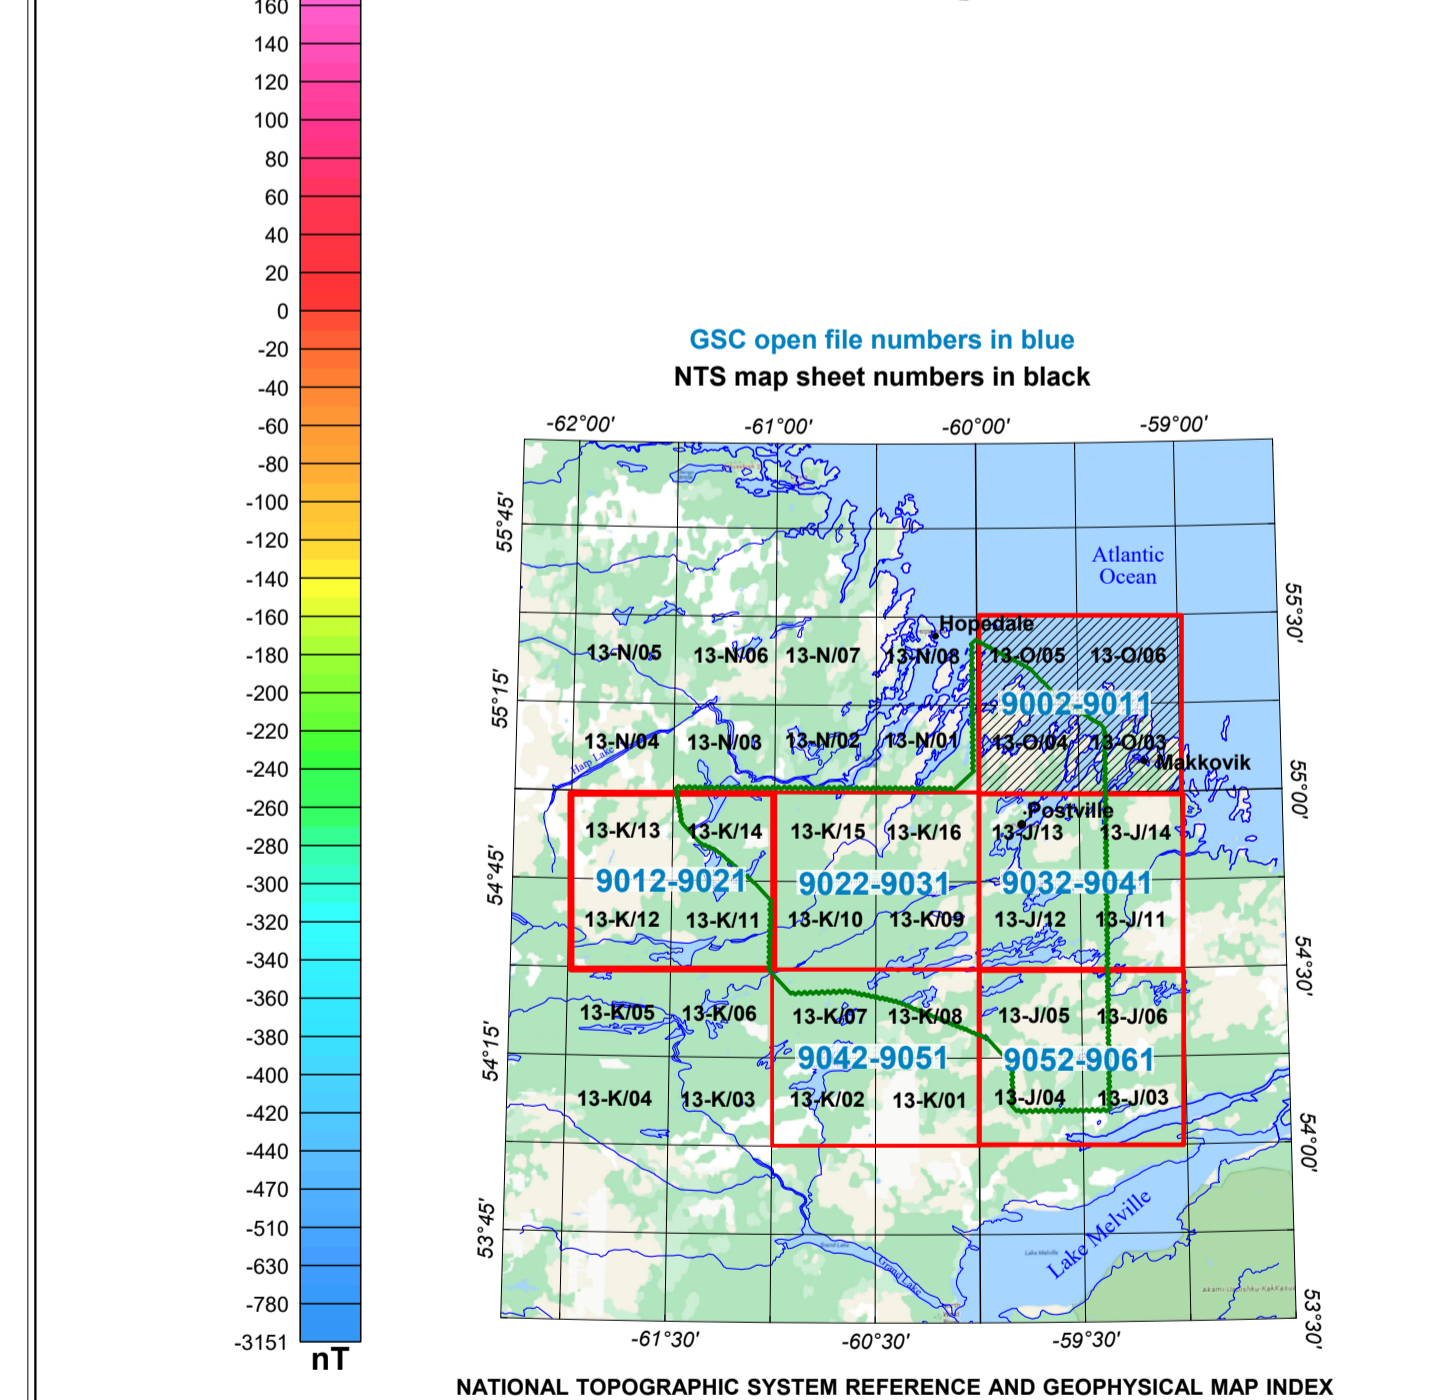 160
140
120
100
80
60
40
20
0
-20
-40
-60
-80
-100
-120
-140
-160
-180
-200
-220
-240
-260
-280
-300
-320
-340
-360
-380
-400
-420
-440
-470
-510
-630
-780
-3151
nT
GSC open file numbers in blue
NTS map sheet numbers in black
-62°00' -61°00' -60°00' -59°00'
55°45'
Atlantic
Ocean
55°30'
Hopedale
13-N/05 13-N/06 13-N/07 13-N/08 13-O/05 13-O/06
55°15'
9002-9011
13-N/04 13-N/03 13-N/02 13-N/01 13-O/04 13-O/03
Harp Lake
Makkovik
55°00'
Postville
13-K/13 13-K/14 13-K/15 13-K/16 13-J/13 13-J/14
54°45'
9012-9021 9022-9031 9032-9041
13-K/12 13-K/11 13-K/10 13-K/09 13-J/12 13-J/11
54°30'
13-K/05 13-K/06 13-K/07 13-K/08 13-J/05 13-J/06
54°15'
9042-9051 9052-9061
13-K/04 13-K/03 13-K/02 13-K/01 13-J/04 13-J/03
54°00'
53°45'
Lake Melville
Grand Lake
Lake Melville
Grand Lake
53°30'
-61°30' -60°30' -59°30'
NATIONAL TOPOGRAPHIC SYSTEM REFERENCE AND GEOPHYSICAL MAP INDEX